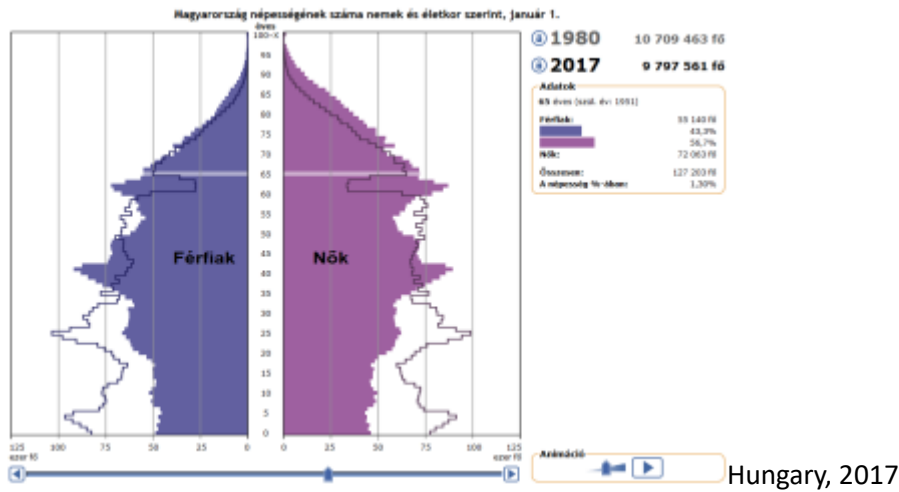 Magyarország népességének száma nemek és életkor szerint, január 1.
éves
100-X
95
90
85
80
75
70
65
60
55
50
45
40
35
30
25
20
15
10
5
0
Férfiak
Nők
125 100 75 50 25 0
0 25 50 75 100 125
ezer fő
ezer fő
1980 10 709 463 fő
2017 9 797 561 fő
Adatok
65 éves (szül. év: 1951)
Férfiak: 55 140 fő
43,3%
56,7%
Nők: 72 063 fő
Összesen: 127 203 fő
A népesség %-ában: 1,30%
Animáció
Hungary, 2017